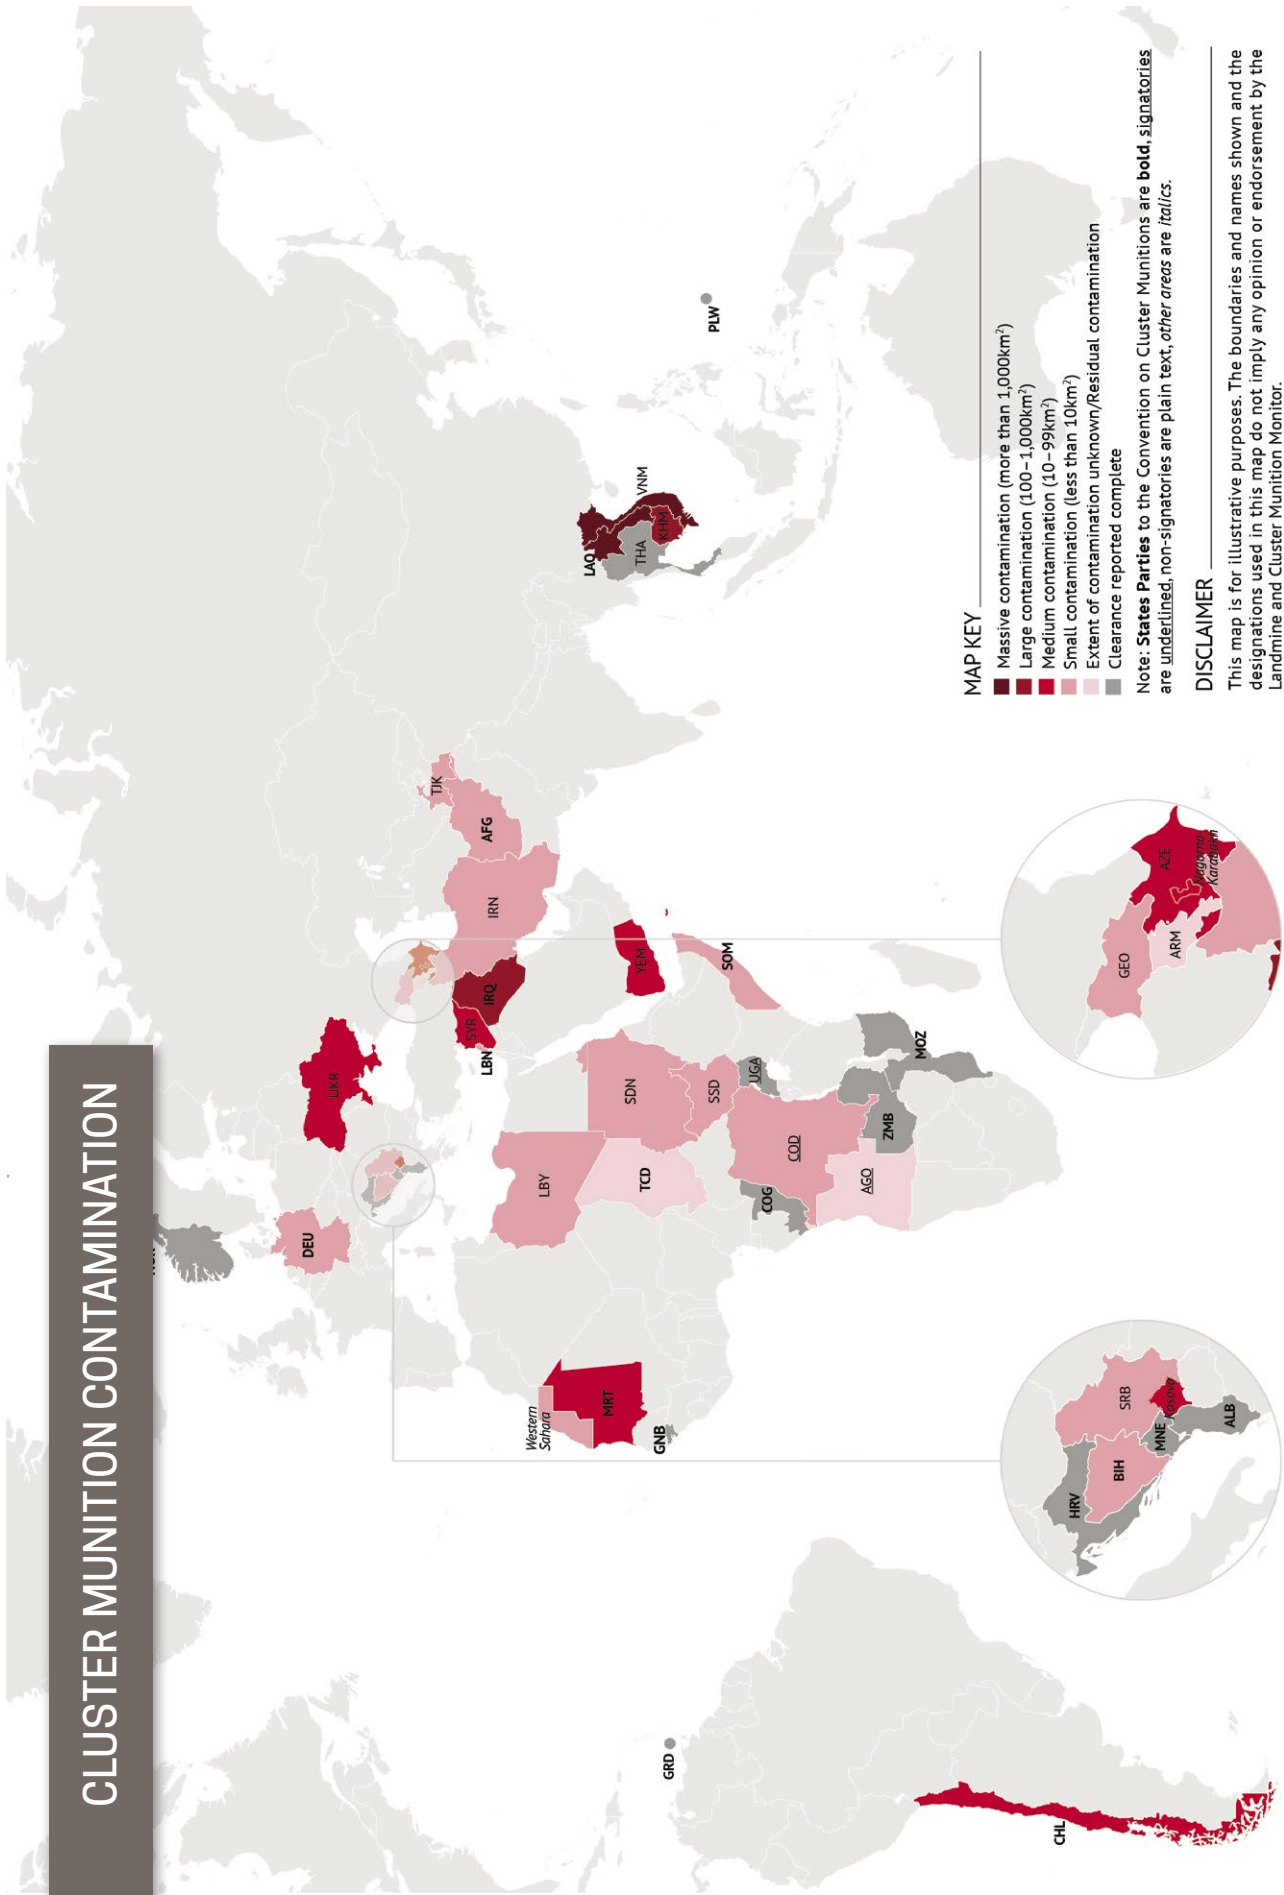 CLUSTER MUNITION CONTAMINATION
DEU
UKR
TJK
AFG
IRN
IRQ
SYR
LBN
YEM
SOM
LAO
VNM
THA
KHM
PLW
LBY
TCD
SDN
SSD
UGA
COD
COG
AGO
ZMB
MOZ
Western
Sahara
MRT
GNB
GRD
CHL
HRV
BIH
SRB
Kosovo
MNE
ALB
GEO
ARM
AZE
Nagorno
Karabakh
MAP KEY
Massive contamination (more than 1,000km²)
Large contamination (100–1,000km²)
Medium contamination (10–99km²)
Small contamination (less than 10km²)
Extent of contamination unknown/Residual contamination
Clearance reported complete
Note: States Parties to the Convention on Cluster Munitions are bold, signatories
are underlined, non-signatories are plain text, other areas are italics.
DISCLAIMER
This map is for illustrative purposes. The boundaries and names shown and the
designations used in this map do not imply any opinion or endorsement by the
Landmine and Cluster Munition Monitor.